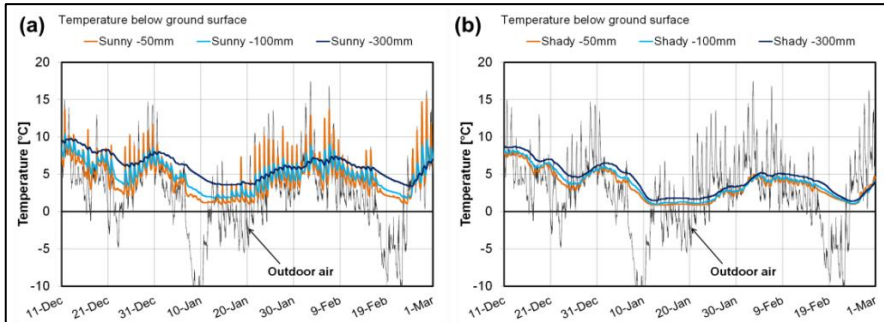 (a) Temperature below ground surface
Sunny -50mm Sunny -100mm Sunny -300mm
Temperature [°C]
20
15
10
5
0
-5
-10
Outdoor air
11-Dec 21-Dec 31-Dec 10-Jan 20-Jan 30-Jan 9-Feb 19-Feb 1-Mar
(b) Temperature below ground surface
Shady -50mm Shady -100mm Shady -300mm
Temperature [°C]
20
15
10
5
0
-5
-10
Outdoor air
11-Dec 21-Dec 31-Dec 10-Jan 20-Jan 30-Jan 9-Feb 19-Feb 1-Mar